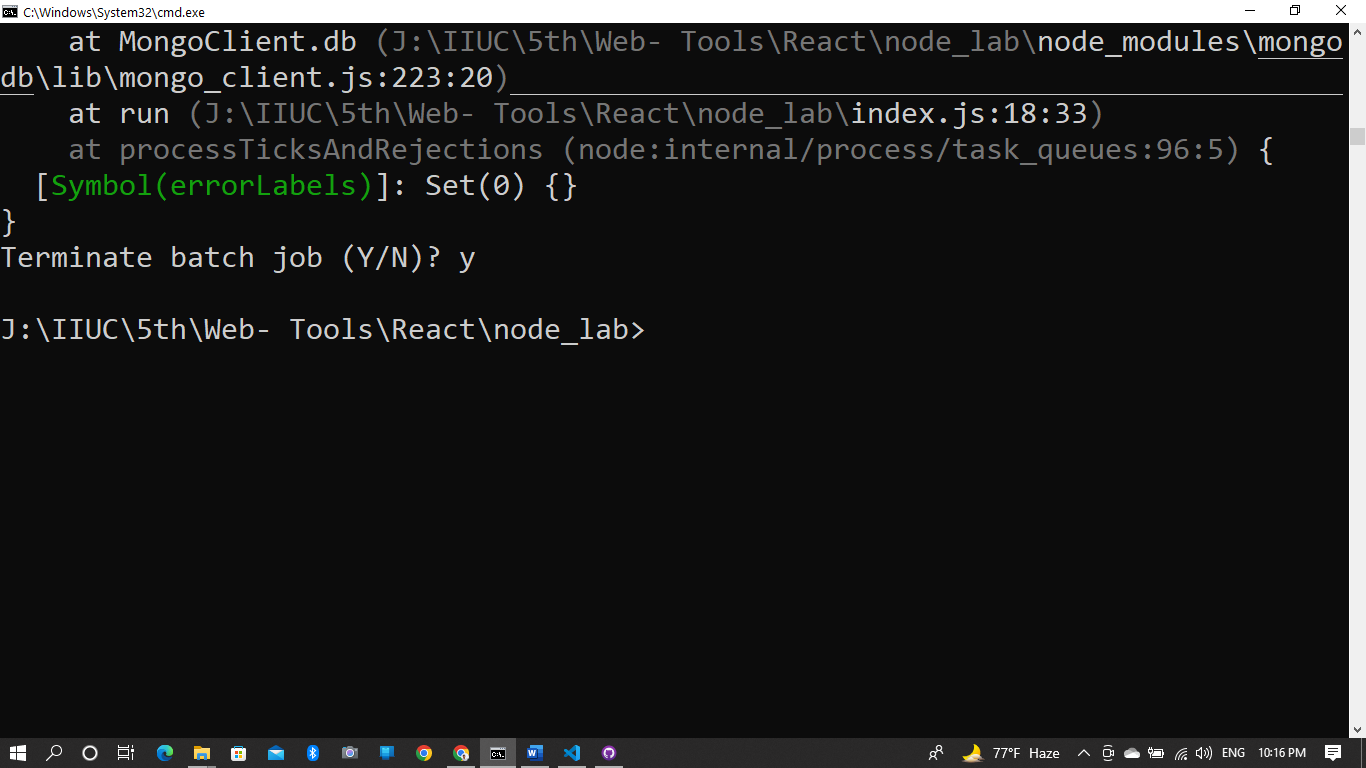 C:\Windows\System32\cmd.exe
at MongoClient.db (J:\IIUC\5th\Web- Tools\React\node_lab\node_modules\mongo
db\lib\mongo_client.js:223:20)
at run (J:\IIUC\5th\Web- Tools\React\node_lab\index.js:18:33)
at processTicksAndRejections (node:internal/process/task_queues:96:5) {
[Symbol(errorLabels)]: Set(0) {}
}
Terminate batch job (Y/N)? y
J:\IIUC\5th\Web- Tools\React\node_lab>
77°F Haze ENG 10:16 PM